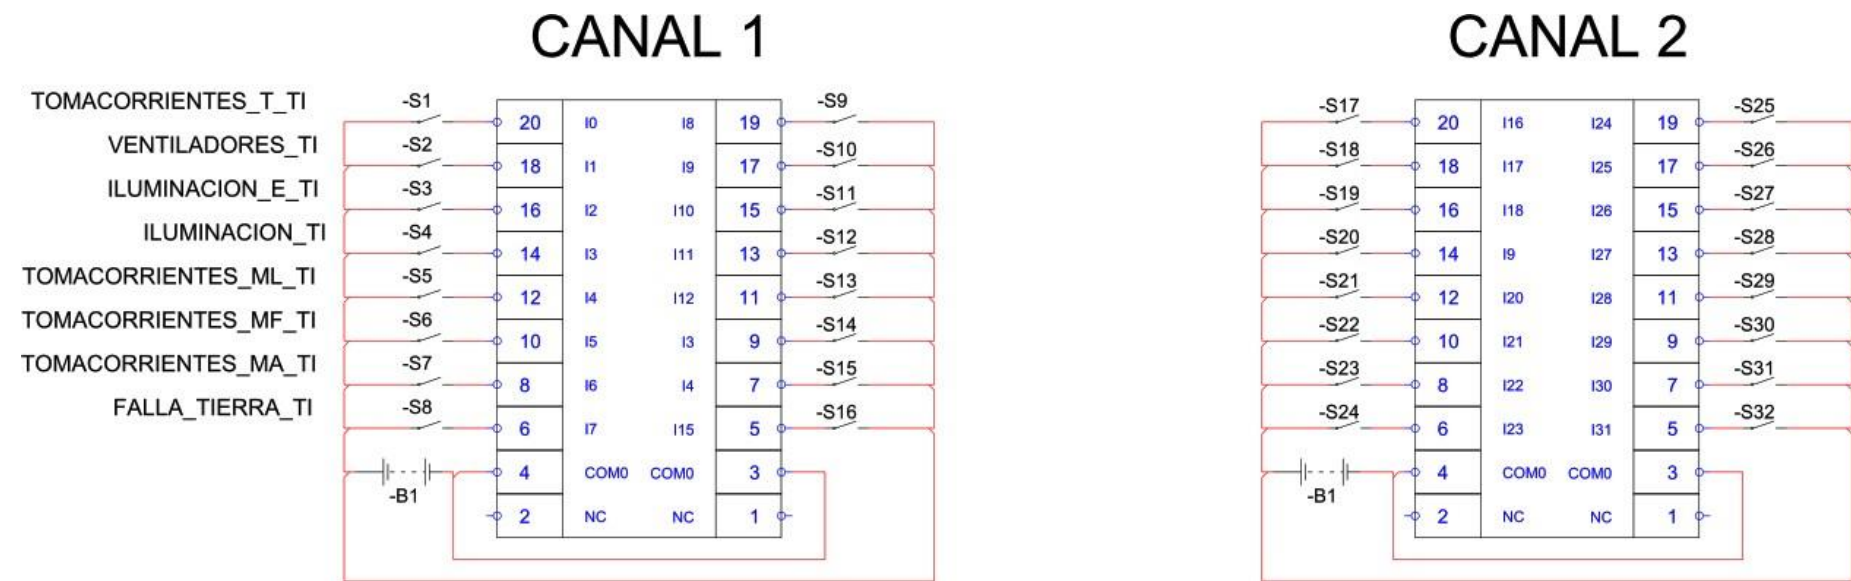 CANAL 1 CANAL 2
TOMACORRIENTES_T_TI -S1 20 I0 I8 19 -S9 -S17 20 I16 I24 19 -S25
VENTILADORES_TI -S2 18 I1 I9 17 -S10 -S18 18 I17 I25 17 -S26
ILUMINACION_E_TI -S3 16 I2 I10 15 -S11 -S19 16 I18 I26 15 -S27
ILUMINACION_TI -S4 14 I3 I11 13 -S12 -S20 14 I9 I27 13 -S28
TOMACORRIENTES_ML_TI -S5 12 I4 I12 11 -S13 -S21 12 I20 I28 11 -S29
TOMACORRIENTES_MF_TI -S6 10 I5 I3 9 -S14 -S22 10 I21 I29 9 -S30
TOMACORRIENTES_MA_TI -S7 8 I6 I4 7 -S15 -S23 8 I22 I30 7 -S31
FALLA_TIERRA_TI -S8 6 I7 I15 5 -S16 -S24 6 I23 I31 5 -S32
-B1 4 COM0 COM0 3 -B1 4 COM0 COM0 3
2 NC NC 1 2 NC NC 1